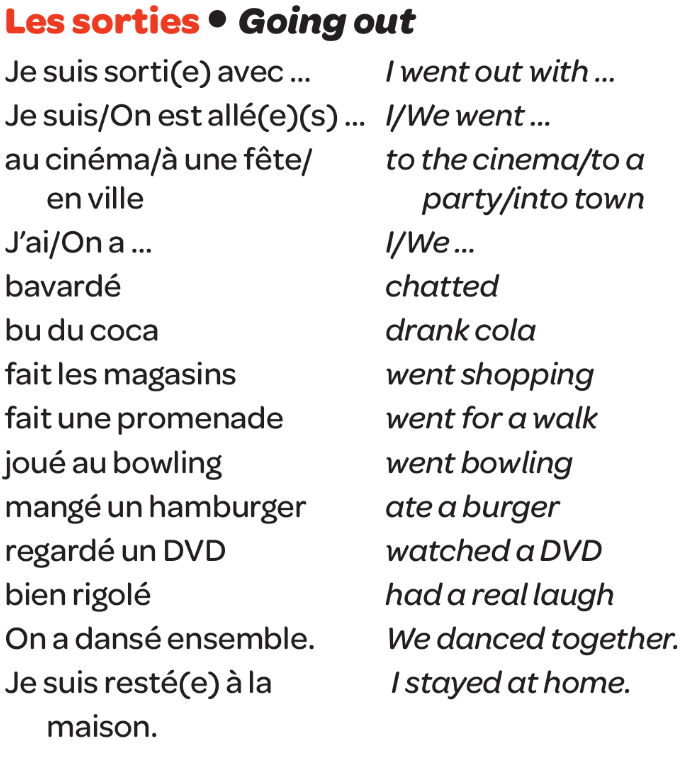 Les sorties • Going out
Je suis sorti(e) avec ... I went out with ...
Je suis/On est allé(e)(s) ... I/We went ...
au cinéma/à une fête/ to the cinema/to a
en ville party/into town
J'ai/On a ... I/We ...
bavardé chatted
bu du coca drank cola
fait les magasins went shopping
fait une promenade went for a walk
joué au bowling went bowling
mangé un hamburger ate a burger
regardé un DVD watched a DVD
bien rigolé had a real laugh
On a dansé ensemble. We danced together.
Je suis resté(e) à la I stayed at home.
maison.